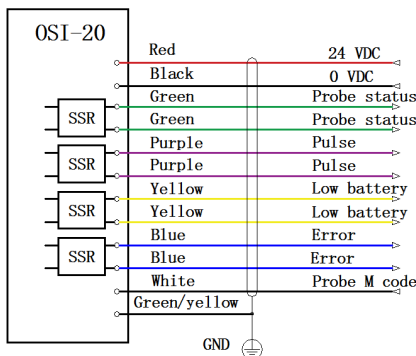 OSI-20
Red 24 VDC
Black 0 VDC
Green Probe status
SSR
Green Probe status
Purple Pulse
SSR
Purple Pulse
Yellow Low battery
SSR
Yellow Low battery
Blue Error
SSR
Blue Error
White Probe M code
Green/yellow
GND